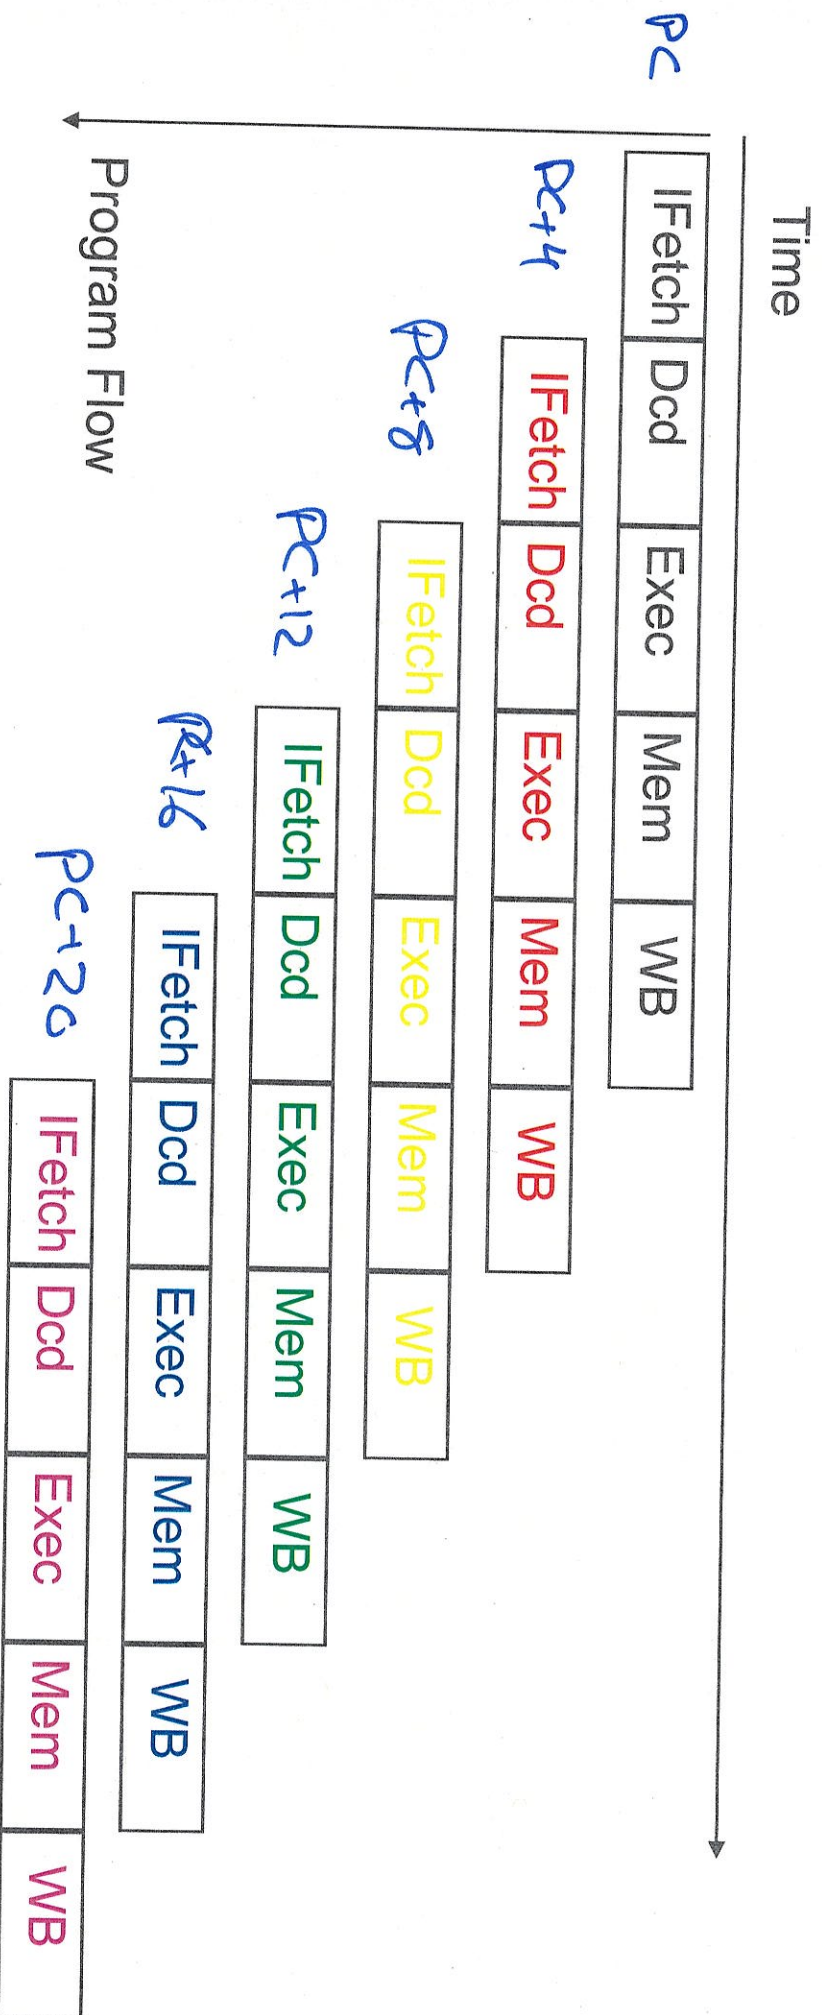 Time
PC
IFetch Dcd Exec Mem WB
PC+4
IFetch Dcd Exec Mem WB
PC+8
IFetch Dcd Exec Mem WB
PC+12
IFetch Dcd Exec Mem WB
PC+16
IFetch Dcd Exec Mem WB
PC+20
IFetch Dcd Exec Mem WB
Program Flow